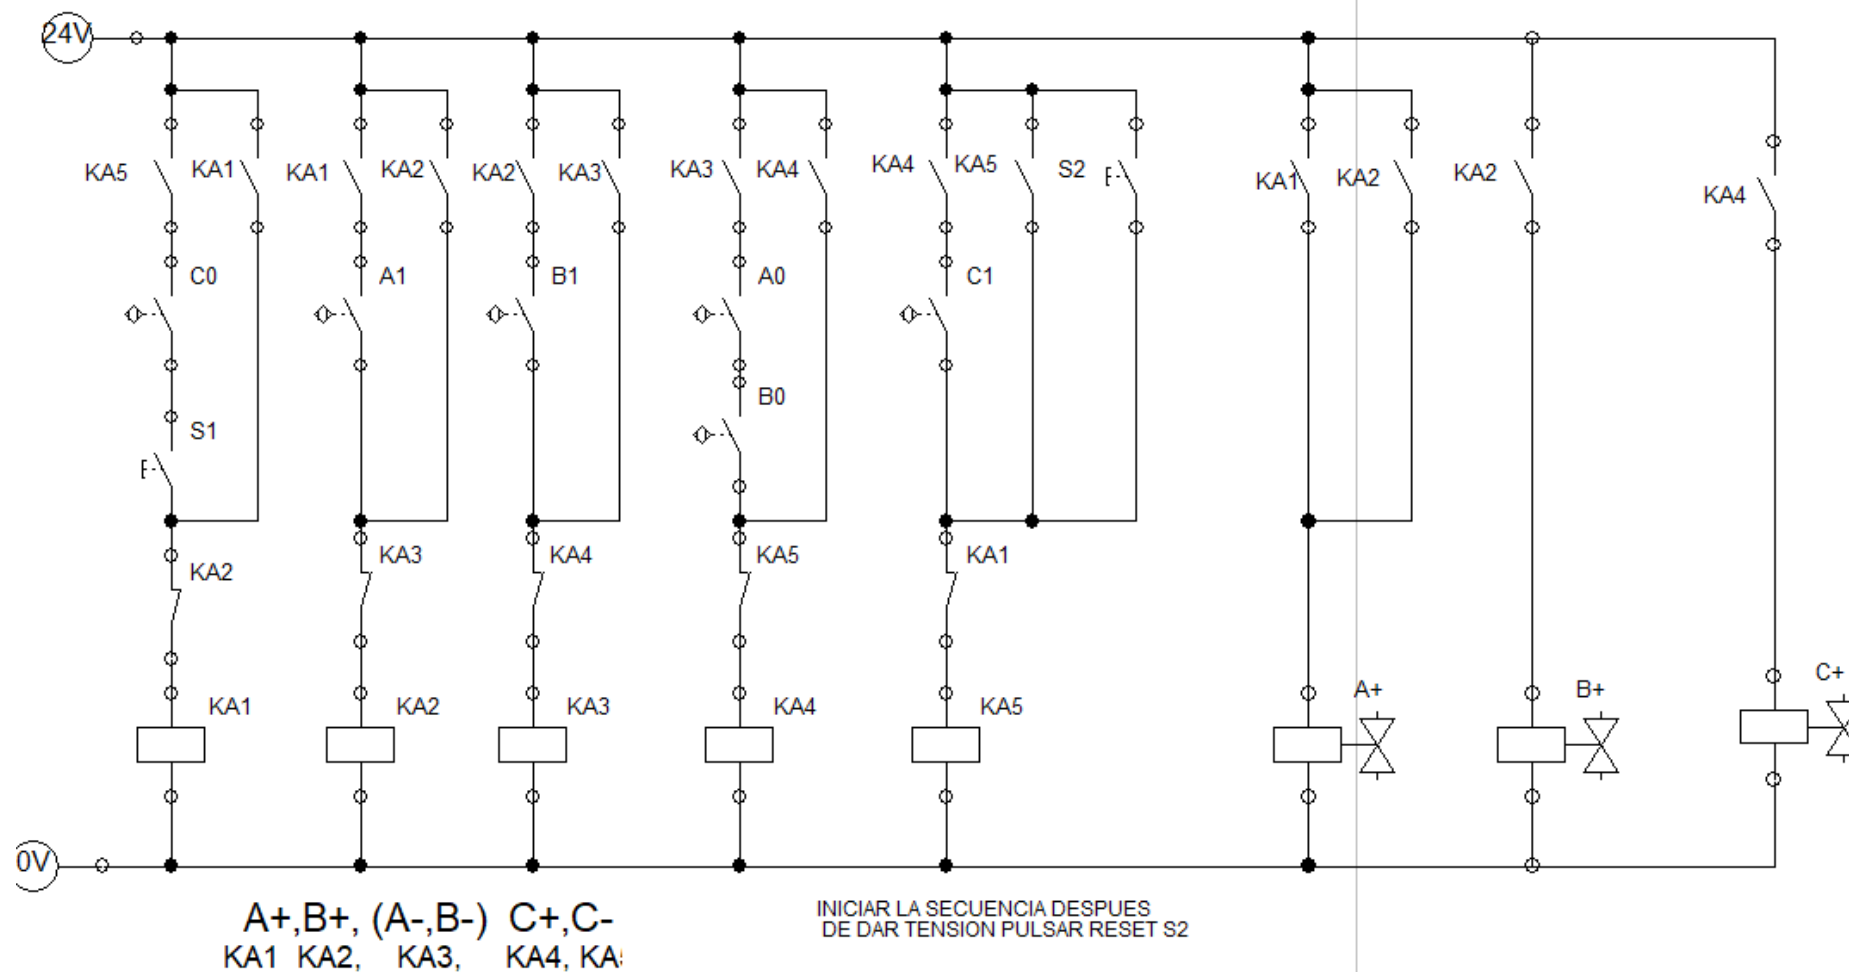 24V
KA5 KA1 KA1 KA2 KA2 KA3 KA3 KA4 KA4 KA5 S2 KA1 KA2 KA2 KA4
C0 A1 B1 A0 C1
B0
S1
KA2 KA3 KA4 KA5 KA1
KA1 KA2 KA3 KA4 KA5 A+ B+ C+
0V
A+,B+, (A-,B-) C+,C-
KA1 KA2, KA3, KA4,
INICIAR LA SECUENCIA DESPUES
DE DAR TENSION PULSAR RESET S2